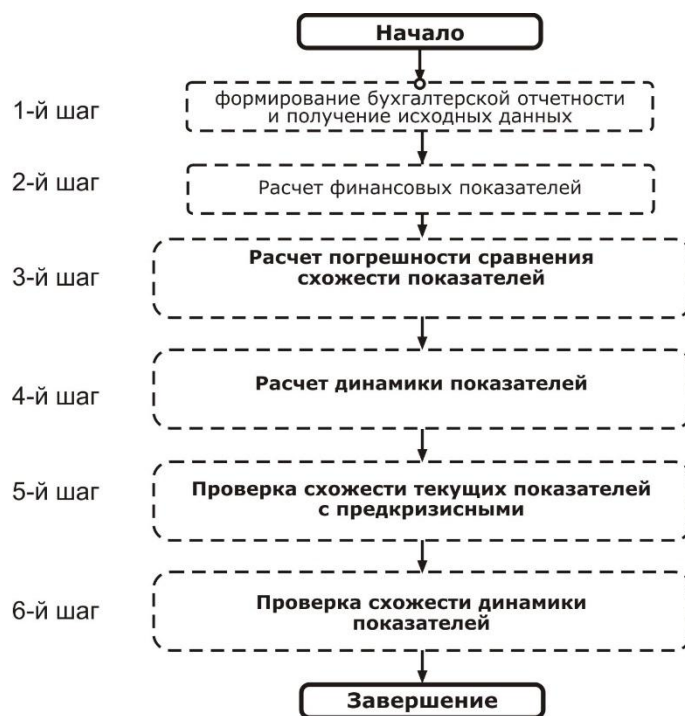 Начало
1-й шаг
формирование бухгалтерской отчетности
и получение исходных данных
2-й шаг
Расчет финансовых показателей
3-й шаг
Расчет погрешности сравнения
схожести показателей
4-й шаг
Расчет динамики показателей
5-й шаг
Проверка схожести текущих показателей
с предкризисными
6-й шаг
Проверка схожести динамики
показателей
Завершение